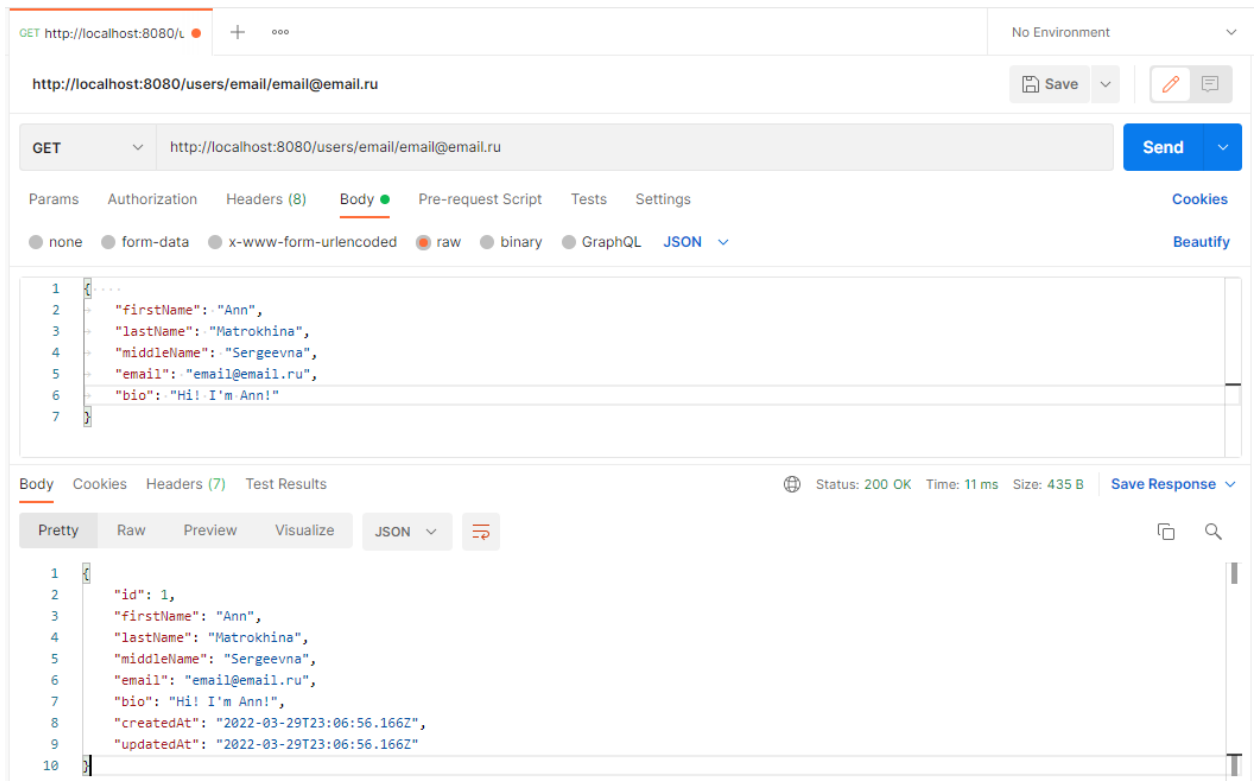 GET http://localhost:8080/u + ooo No Environment
http://localhost:8080/users/email/email@email.ru Save
GET http://localhost:8080/users/email/email@email.ru Send
Params Authorization Headers (8) Body Pre-request Script Tests Settings Cookies
none form-data x-www-form-urlencoded raw binary GraphQL JSON Beautify
1 {
2 "firstName": "Ann",
3 "lastName": "Matrokhina",
4 "middleName": "Sergeevna",
5 "email": "email@email.ru",
6 "bio": "Hi! I'm Ann!"
7 }
Body Cookies Headers (7) Test Results Status: 200 OK Time: 11 ms Size: 435 B Save Response
Pretty Raw Preview Visualize JSON
1 {
2 "id": 1,
3 "firstName": "Ann",
4 "lastName": "Matrokhina",
5 "middleName": "Sergeevna",
6 "email": "email@email.ru",
7 "bio": "Hi! I'm Ann!",
8 "createdAt": "2022-03-29T23:06:56.166Z",
9 "updatedAt": "2022-03-29T23:06:56.166Z"
10 }